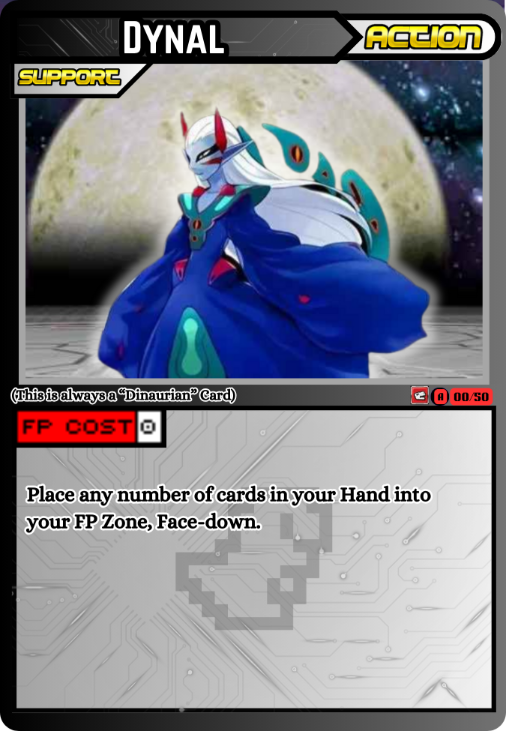 DYNAL
ACTION
SUPPORT
(This is always a “Dinaurian” Card)
A 00/50
FP COST 0
Place any number of cards in your Hand into
your FP Zone, Face-down.